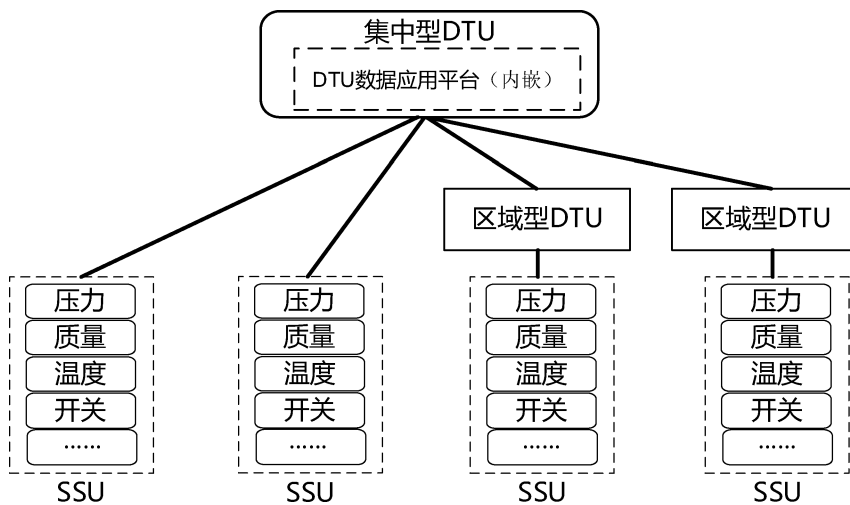 集中型DTU
DTU数据应用平台（内嵌）
区域型DTU
区域型DTU
压力
质量
温度
开关
……
SSU
压力
质量
温度
开关
……
SSU
压力
质量
温度
开关
……
SSU
压力
质量
温度
开关
……
SSU